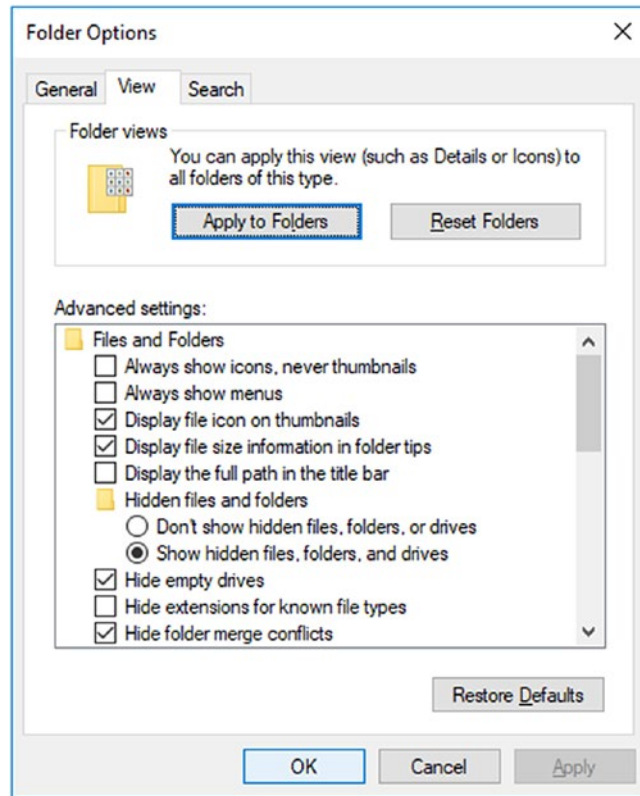 Folder Options
General View Search
Folder views
You can apply this view (such as Details or Icons) to
all folders of this type.
Apply to Folders Reset Folders
Advanced settings:
Files and Folders
Always show icons, never thumbnails
Always show menus
Display file icon on thumbnails
Display file size information in folder tips
Display the full path in the title bar
Hidden files and folders
Don't show hidden files, folders, or drives
Show hidden files, folders, and drives
Hide empty drives
Hide extensions for known file types
Hide folder merge conflicts
Restore Defaults
OK Cancel Apply